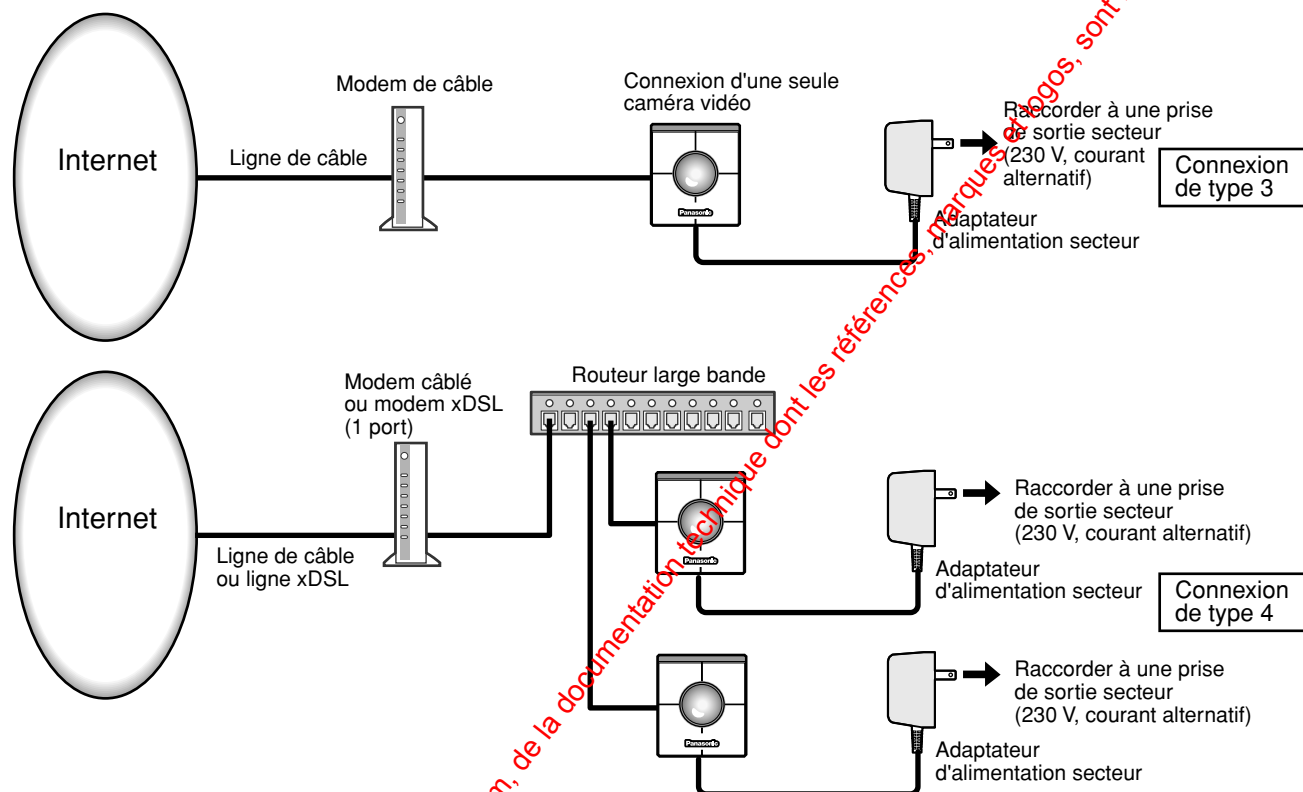 Internet
Ligne de câble
Modem de câble
Connexion d'une seule
caméra vidéo
Panasonic
Raccorder à une prise
de sortie secteur
(230 V, courant
alternatif)
Adaptateur
d'alimentation secteur
Connexion
de type 3
Internet
Ligne de câble
ou ligne xDSL
Modem câblé
ou modem xDSL
(1 port)
Routeur large bande
Panasonic
Raccorder à une prise
de sortie secteur
(230 V, courant alternatif)
Adaptateur
d'alimentation secteur
Connexion
de type 4
Panasonic
Raccorder à une prise
de sortie secteur
(230 V, courant alternatif)
Adaptateur
d'alimentation secteur
de la documentation technique dont les références, marques et logos, sont